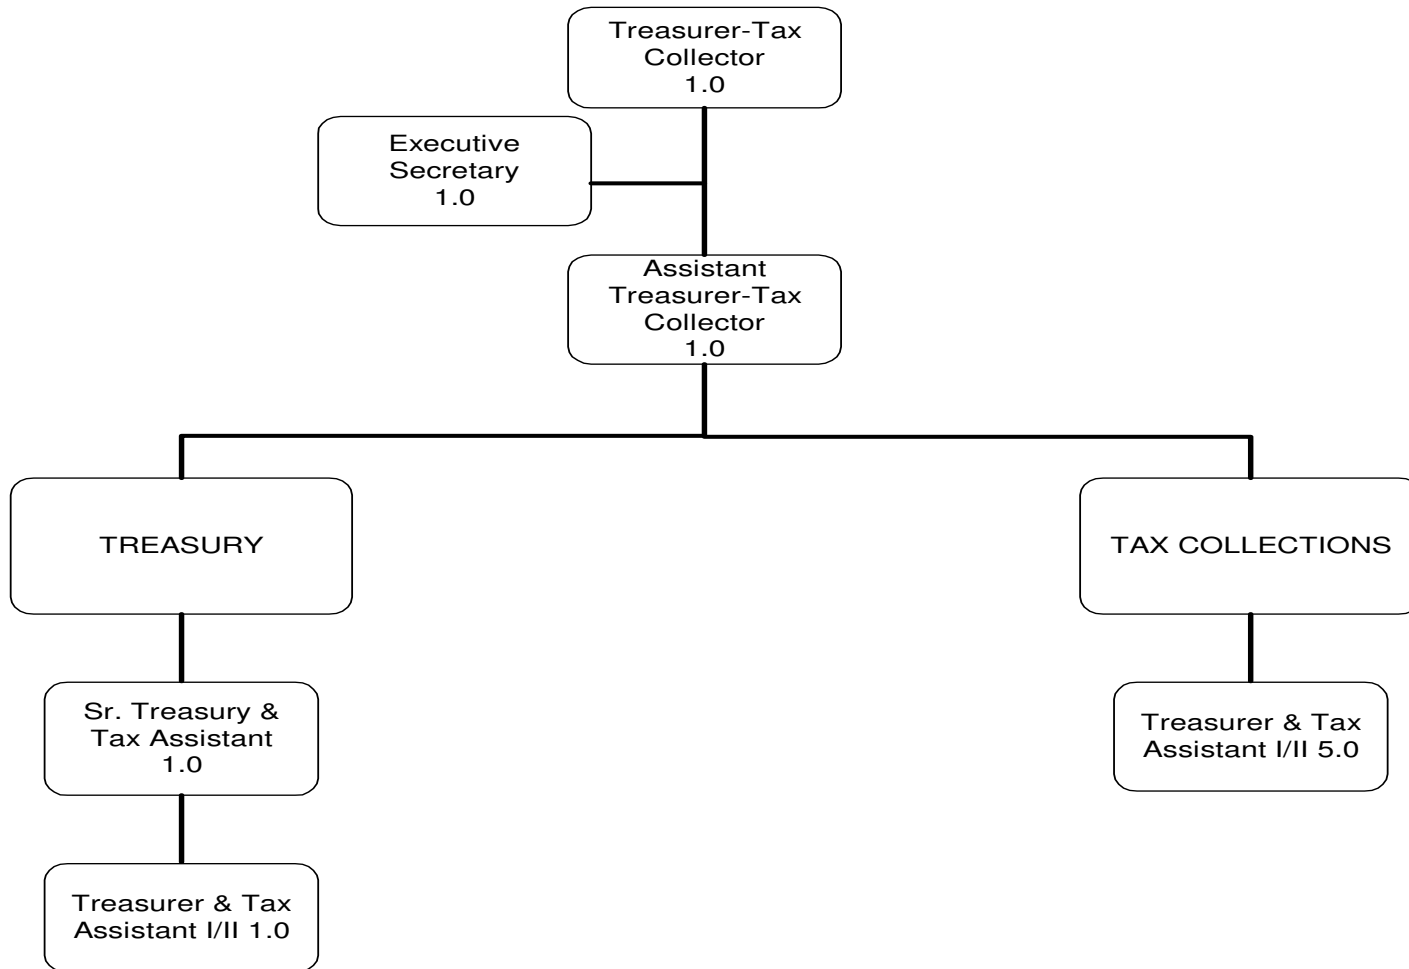 Treasurer-Tax
Collector
1.0
Executive
Secretary
1.0
Assistant
Treasurer-Tax
Collector
1.0
TREASURY
TAX COLLECTIONS
Sr. Treasury &
Tax Assistant
1.0
Treasurer & Tax
Assistant I/II 5.0
Treasurer & Tax
Assistant I/II 1.0